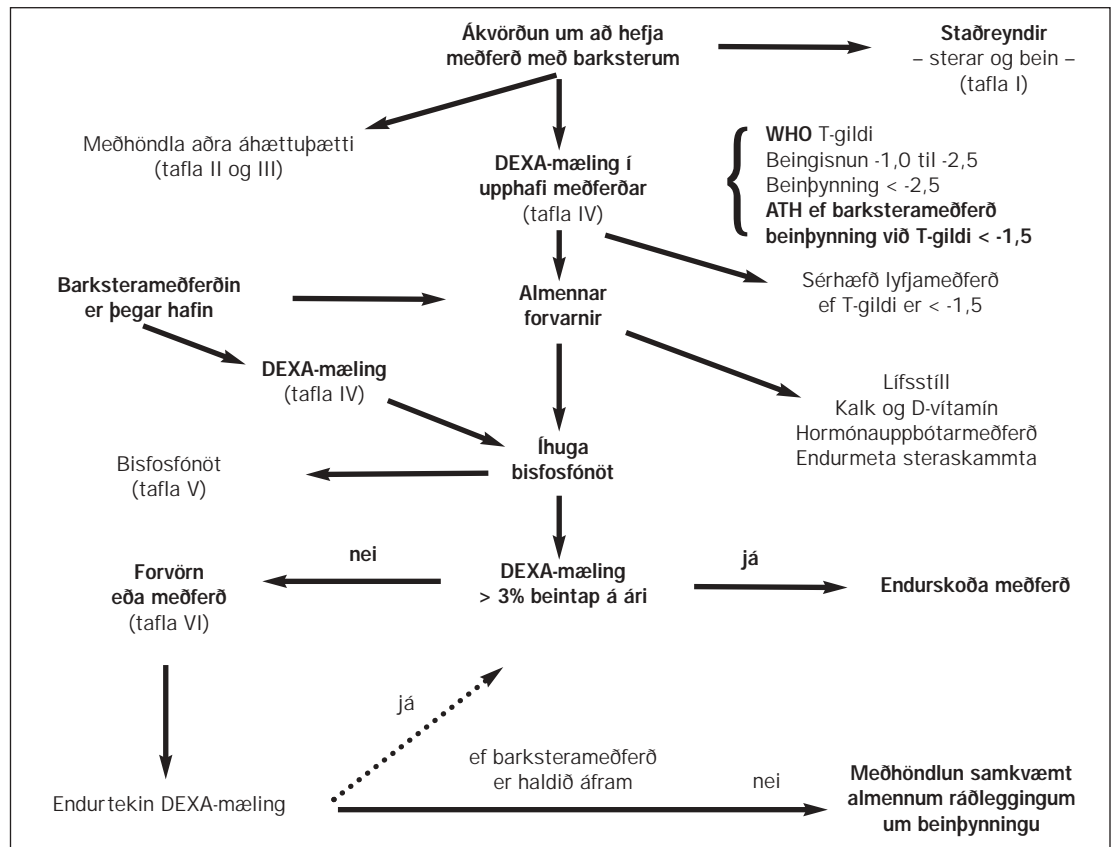 Ákvörðun um að hefja
meðferð með barksterum
Staðreyndir
– sterar og bein –
(tafla I)
Meðhöndla aðra áhættuþætti
(tafla II og III)
DEXA-mæling í
upphafi meðferðar
(tafla IV)
WHO T-gildi
Beingisnun -1,0 til -2,5
Beinþynning < -2,5
ATH ef barksterameðferð
beinþynning við T-gildi < -1,5
Barksterameðferðin
er þegar hafin
Almennar
forvarnir
Sérhæfð lyfjameðferð
ef T-gildi er < -1,5
DEXA-mæling
(tafla IV)
Lífsstíll
Kalk og D-vítamín
Hormónauppbótarmeðferð
Endurmeta steraskammta
Íhuga
bisfosfónöt
Bisfosfónöt
(tafla V)
nei
já
Forvörn
eða meðferð
(tafla VI)
DEXA-mæling
> 3% beintap á ári
Endurskoða meðferð
já
ef barksterameðferð
er haldið áfram
nei
Endurtekin DEXA-mæling
Meðhöndlun samkvæmt
almennum ráðleggingum
um beinþynningu